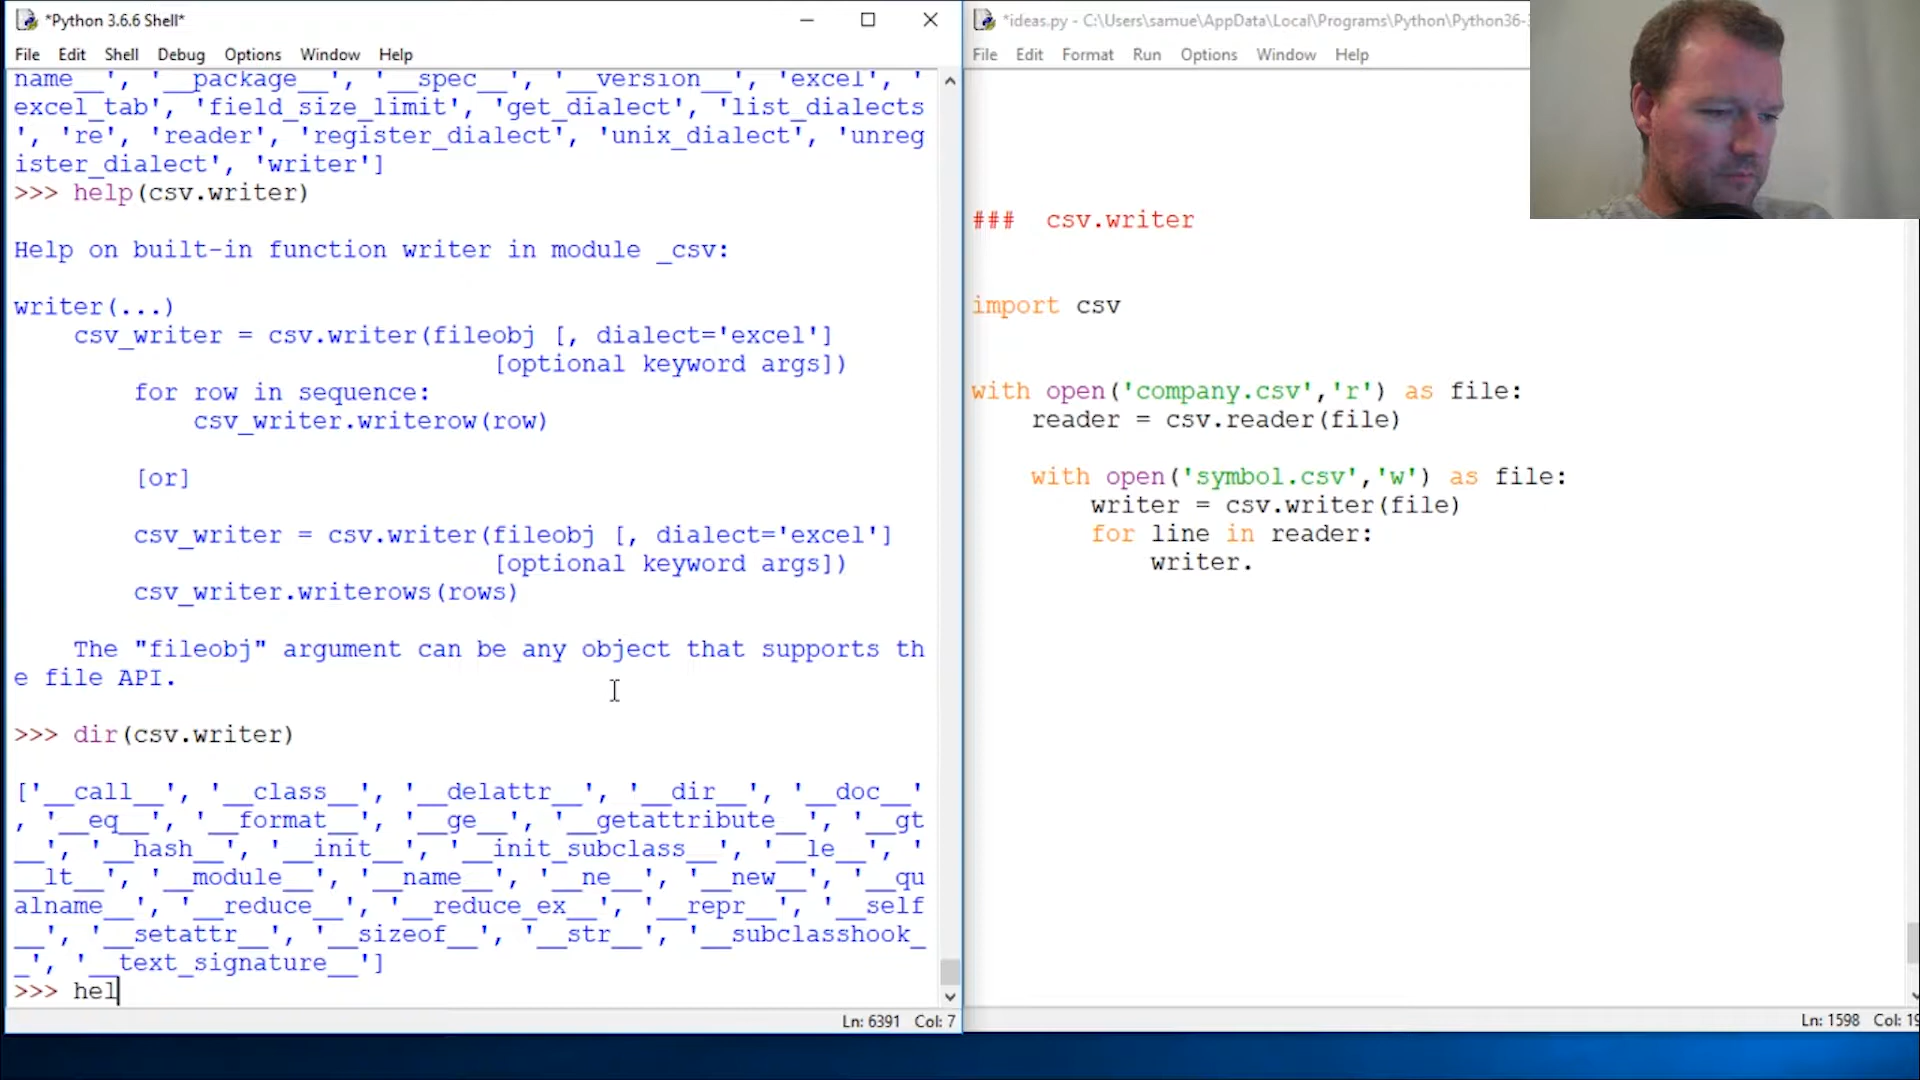 *Python 3.6.6 Shell*
File Edit Shell Debug Options Window Help
name__', '__package__', '__spec__', '__version__', 'excel', '
excel_tab', 'field_size_limit', 'get_dialect', 'list_dialects
', 're', 'reader', 'register_dialect', 'unix_dialect', 'unreg
ister_dialect', 'writer']
>>> help(csv.writer)
Help on built-in function writer in module _csv:
writer(...)
csv_writer = csv.writer(fileobj [, dialect='excel']
[optional keyword args])
for row in sequence:
csv_writer.writerow(row)
[or]
csv_writer = csv.writer(fileobj [, dialect='excel']
[optional keyword args])
csv_writer.writerows(rows)
The "fileobj" argument can be any object that supports th
e file API.
>>> dir(csv.writer)
['__call__', '__class__', '__delattr__', '__dir__', '__doc__'
, '__eq__', '__format__', '__ge__', '__getattribute__', '__gt
__', '__hash__', '__init__', '__init_subclass__', '__le__', '
__lt__', '__module__', '__name__', '__ne__', '__new__', '__qu
alname__', '__reduce__', '__reduce_ex__', '__repr__', '__self
__', '__setattr__', '__sizeof__', '__str__', '__subclasshook_
_', '__text_signature__']
>>> hel
Ln: 6391 Col: 7
*ideas.py - C:\Users\samue\AppData\Local\Programs\Python\Python36-
File Edit Format Run Options Window Help
### csv.writer
import csv
with open('company.csv','r') as file:
reader = csv.reader(file)
with open('symbol.csv','w') as file:
writer = csv.writer(file)
for line in reader:
writer.
Ln: 1598 Col: 19